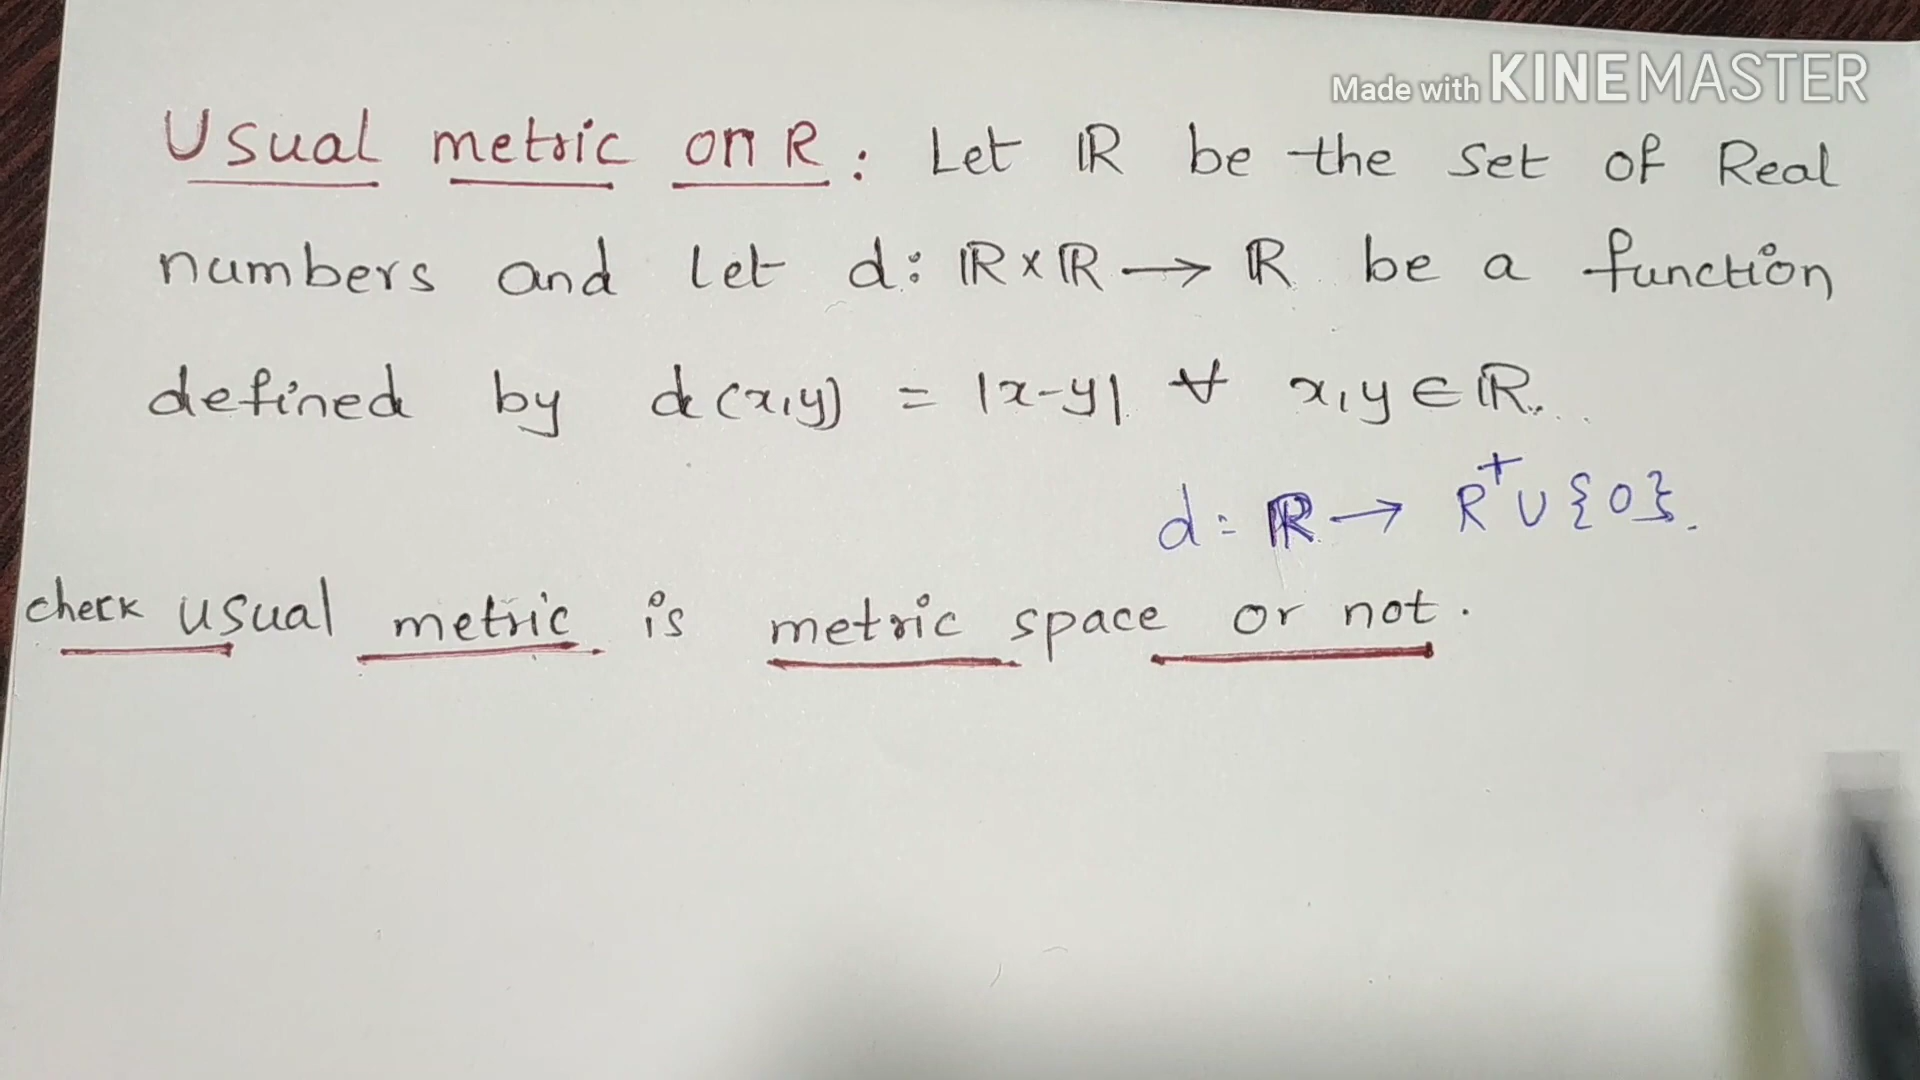 Made with KINEMASTER
Usual metric on R : Let ℝ be the set of Real
numbers and let d: ℝ×ℝ → ℝ be a function
defined by d(x,y) = |x-y| ∀ x,y ∈ ℝ.
d: ℝ → R⁺ ∪ {0}.
check usual metric is metric space or not.